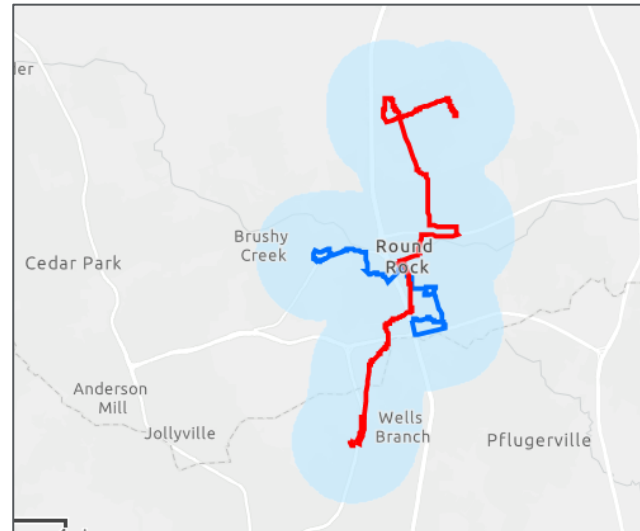 Brushy
Creek
Round
Rock
Cedar Park
Anderson
Mill
Jollyville
Wells
Branch
Pflugerville